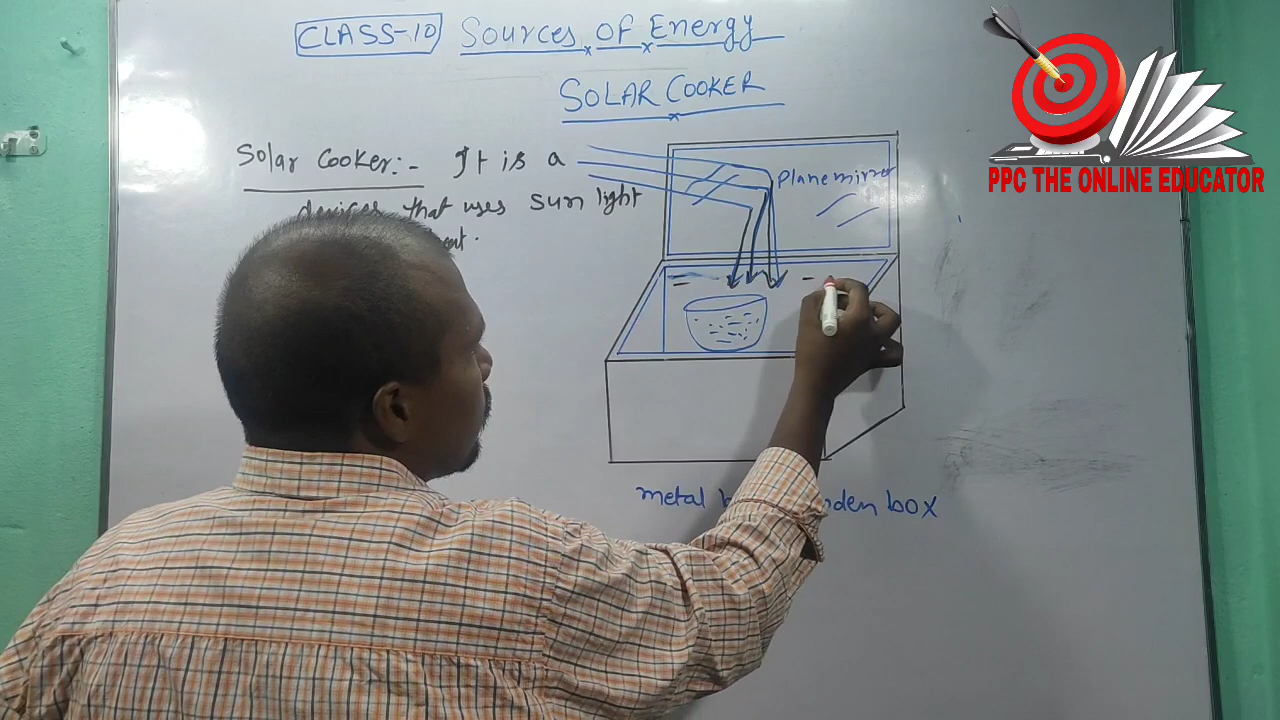 CLASS-10 Sources of Energy
SOLAR COOKER
Solar Cooker:- It is a
devices that uses sun light
Plane mirror
metal box
PPC THE ONLINE EDUCATOR